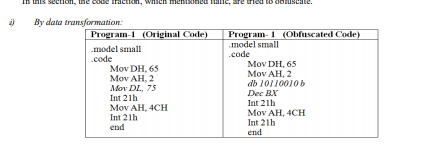 In this section, the code fraction, which mentioned italic, are tried to obfuscate.
i) By data transformation:
Program-1 (Original Code)
.model small
.code
Mov DH, 65
Mov AH, 2
Mov DL, 75
Int 21h
Mov AH, 4CH
Int 21h
end
Program- 1 (Obfuscated Code)
.model small
.code
Mov DH, 65
Mov AH, 2
db 10110010 b
Dec BX
Int 21h
Mov AH, 4CH
Int 21h
end